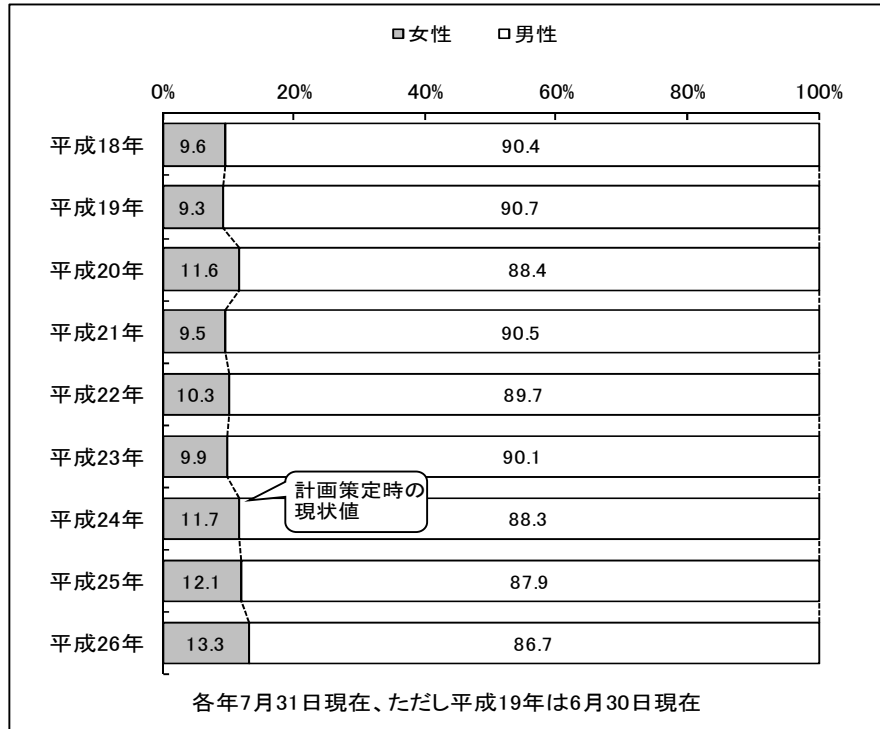 女性 男性
0% 20% 40% 60% 80% 100%
平成18年 9.6 90.4
平成19年 9.3 90.7
平成20年 11.6 88.4
平成21年 9.5 90.5
平成22年 10.3 89.7
平成23年 9.9 90.1
計画策定時の
現状値
平成24年 11.7 88.3
平成25年 12.1 87.9
平成26年 13.3 86.7
各年7月31日現在、ただし平成19年は6月30日現在